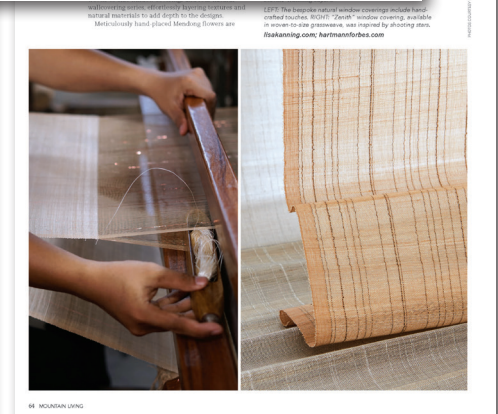 wallcovering series, effortlessly layering textures and
natural materials to add depth to the designs.
Meticulously hand-placed Mendong flowers are
LEFT: The bespoke natural window coverings include hand-
crafted touches. RIGHT: "Zenith" window covering, available
in woven-to-size grassweave, was inspired by shooting stars.
lisakanning.com; hartmannforbes.com
64 MOUNTAIN LIVING